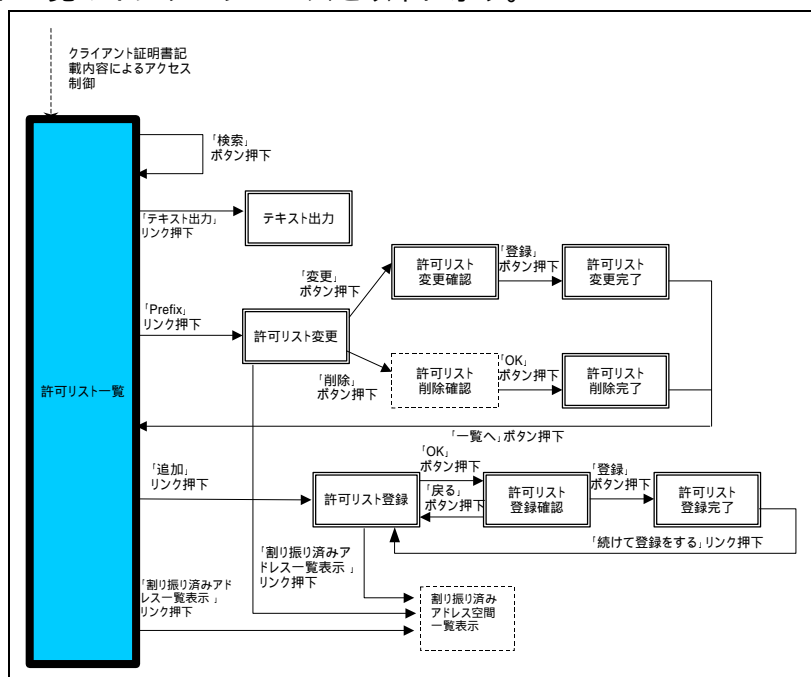 クライアント証明書記
載内容によるアクセス
制御
許可リスト一覧
「検索」
ボタン押下
「テキスト出力」
リンク押下
テキスト出力
「Prefix」
リンク押下
許可リスト変更
「変更」
ボタン押下
許可リスト
変更確認
「登録」
ボタン押下
許可リスト
変更完了
「削除」
ボタン押下
許可リスト
削除確認
「OK」
ボタン押下
許可リスト
削除完了
「一覧へ」ボタン押下
「追加」
リンク押下
許可リスト登録
「OK」
ボタン押下
「戻る」
ボタン押下
許可リスト
登録確認
「登録」
ボタン押下
許可リスト
登録完了
「続けて登録をする」リンク押下
「割り振り済みア
ドレス一覧表示 」
リンク押下
「割り振り済みアド
レス一覧表示 」
リンク押下
割り振り済み
アドレス空間
一覧表示